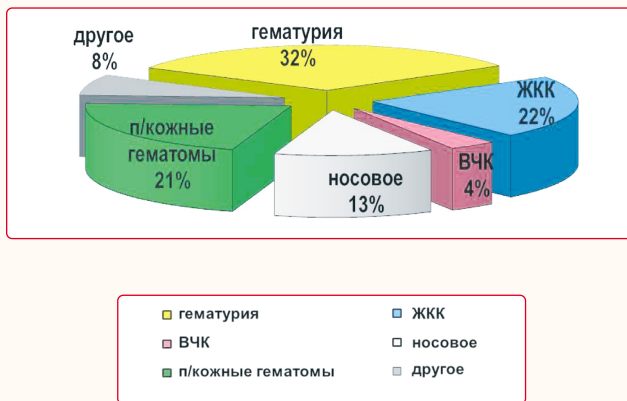 гематурия
32%
другое
8%
ЖКК
22%
п/кожные
гематомы
21%
ВЧК
4%
носовое
13%
гематурия
ЖКК
ВЧК
носовое
п/кожные гематомы
другое